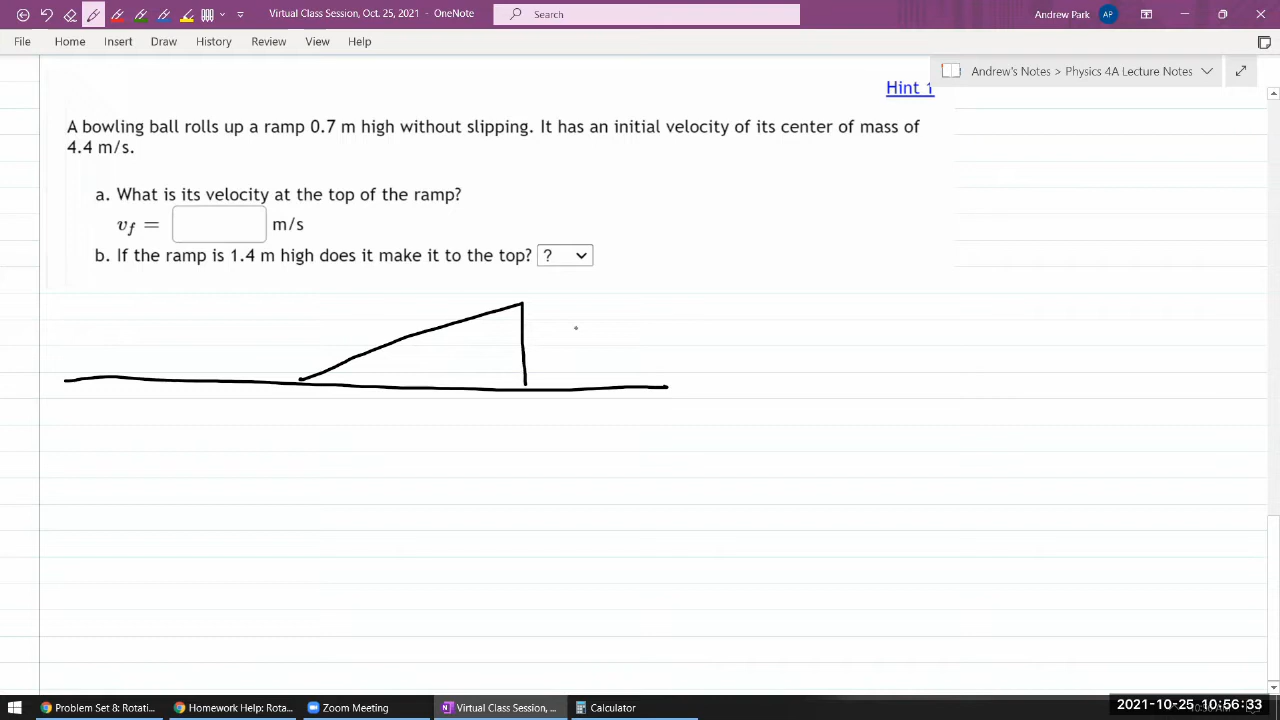 Virtual Class Session, Oct 25, 2021 - OneNote
Search
Andrew Park
AP
File Home Insert Draw History Review View Help
Andrew's Notes > Physics 4A Lecture Notes
Hint 1
A bowling ball rolls up a ramp 0.7 m high without slipping. It has an initial velocity of its center of mass of
4.4 m/s.
a. What is its velocity at the top of the ramp?
vf = m/s
b. If the ramp is 1.4 m high does it make it to the top? ?
Problem Set 8: Rotati...
Homework Help: Rota...
Zoom Meeting
Virtual Class Session, ...
Calculator
2021-10-25 10:56:33